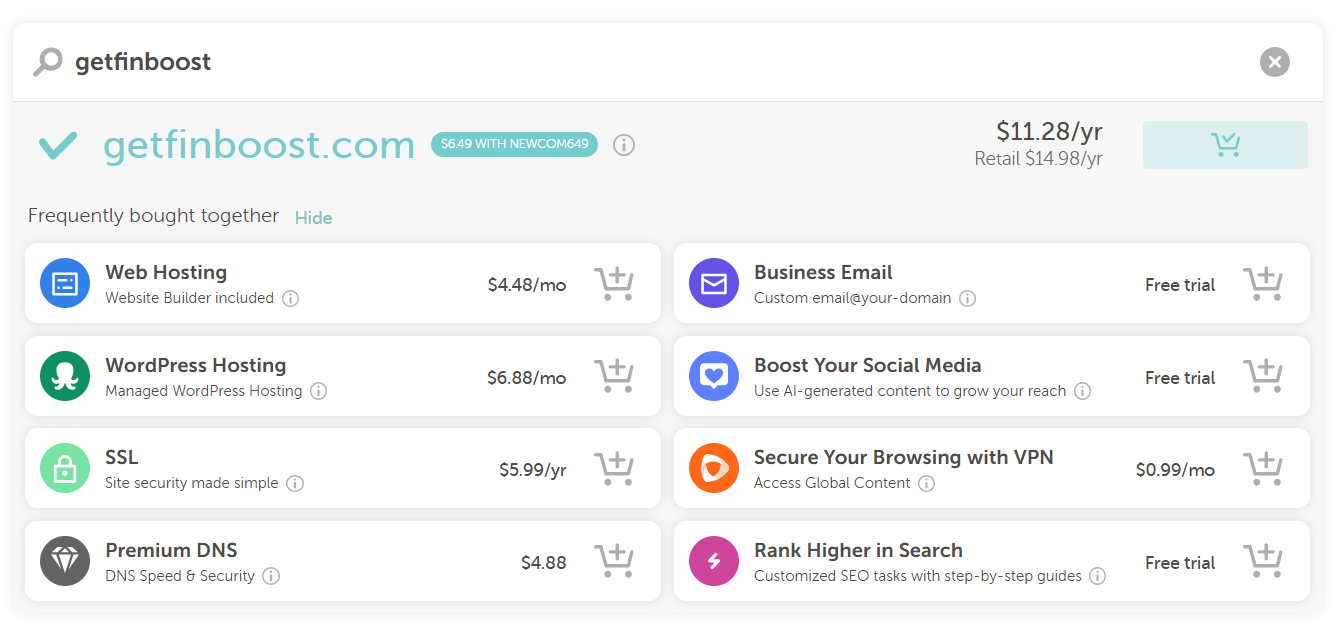 getfinboost
getfinboost.com
$6.49 WITH NEWCOM649
$11.28/yr
Retail $14.98/yr
Frequently bought together Hide
Web Hosting
Website Builder included
$4.48/mo
Business Email
Custom email@your-domain
Free trial
WordPress Hosting
Managed WordPress Hosting
$6.88/mo
Boost Your Social Media
Use AI-generated content to grow your reach
Free trial
SSL
Site security made simple
$5.99/yr
Secure Your Browsing with VPN
Access Global Content
$0.99/mo
Premium DNS
DNS Speed & Security
$4.88
Rank Higher in Search
Customized SEO tasks with step-by-step guides
Free trial